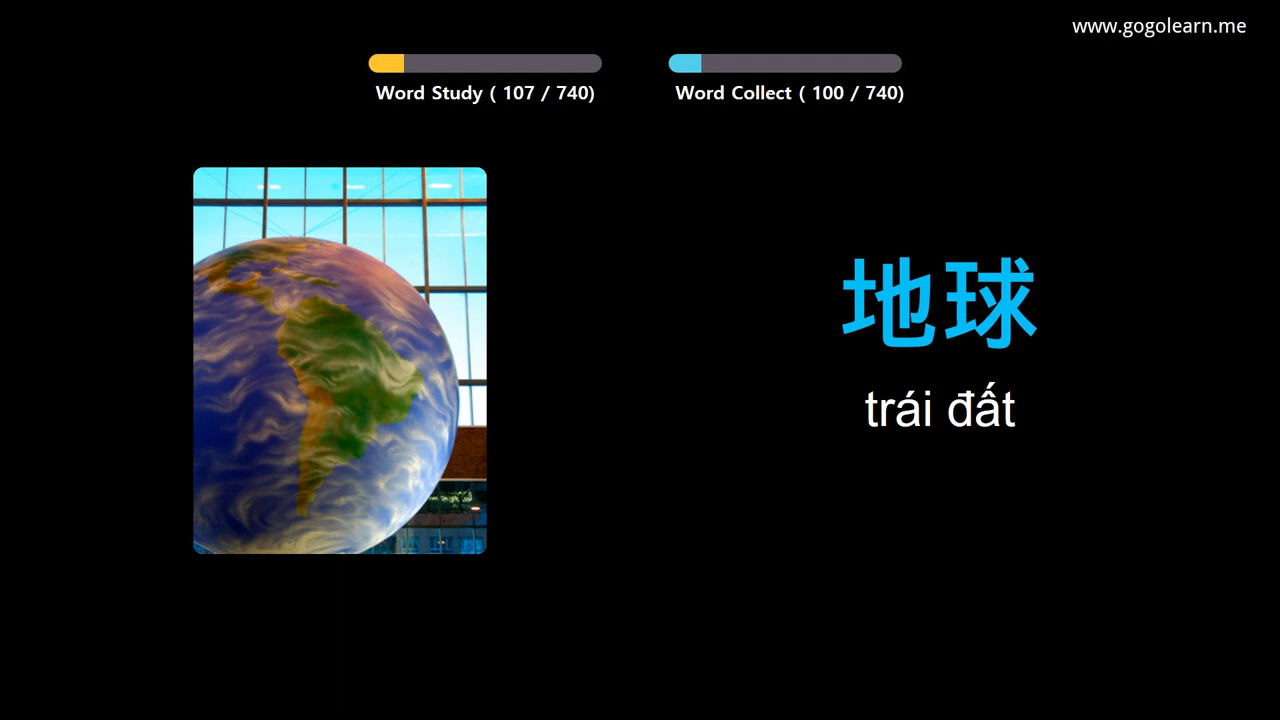 www.gogolearn.me
Word Study ( 107 / 740)
Word Collect ( 100 / 740)
地球
trái đất